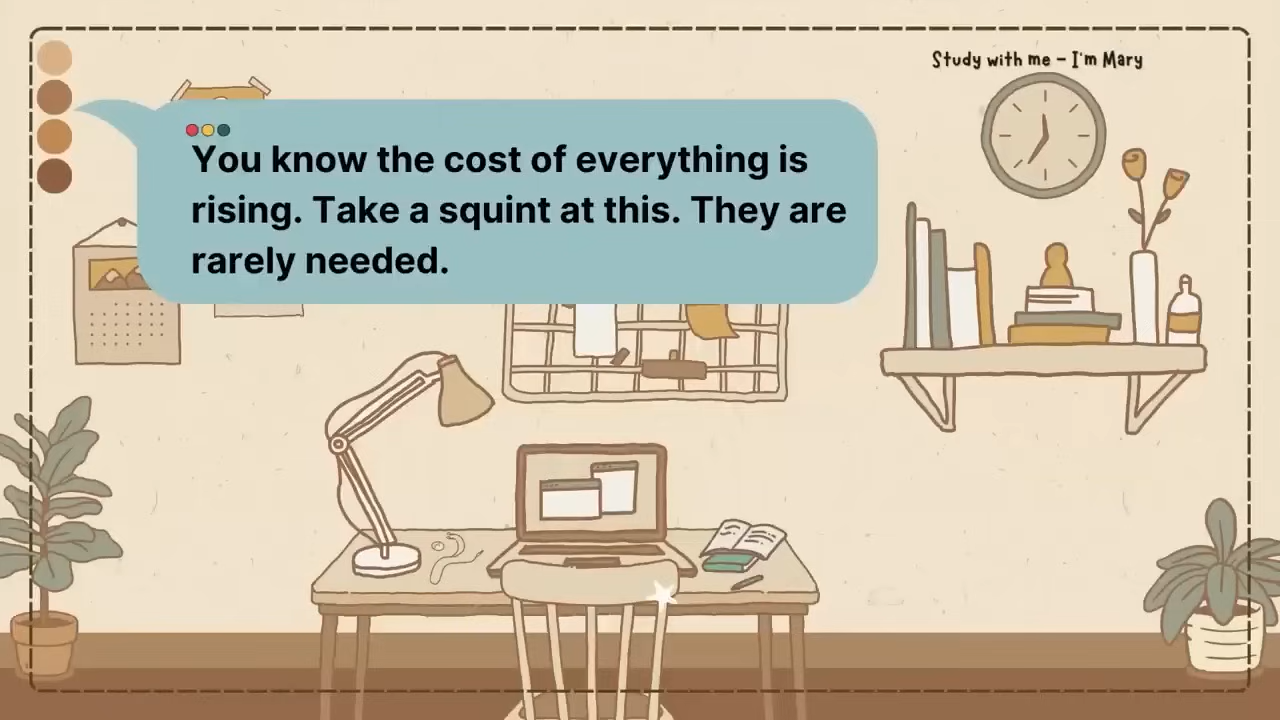 Study with me - I'm Mary
You know the cost of everything is
rising. Take a squint at this. They are
rarely needed.